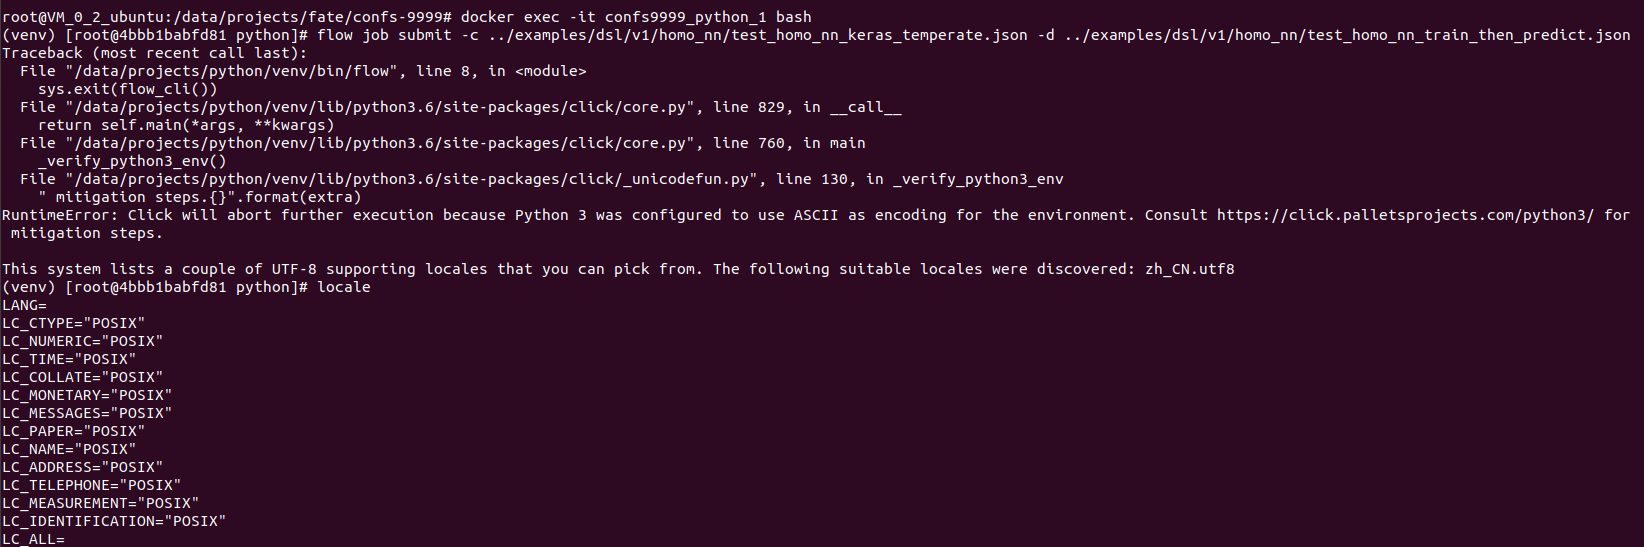 root@VM_0_2_ubuntu:/data/projects/fate/confs-9999# docker exec -it confs9999_python_1 bash
(venv) [root@4bbb1babfd81 python]# flow job submit -c ../examples/dsl/v1/homo_nn/test_homo_nn_keras_temperate.json -d ../examples/dsl/v1/homo_nn/test_homo_nn_train_then_predict.json
Traceback (most recent call last):
  File "/data/projects/python/venv/bin/flow", line 8, in <module>
    sys.exit(flow_cli())
  File "/data/projects/python/venv/lib/python3.6/site-packages/click/core.py", line 829, in __call__
    return self.main(*args, **kwargs)
  File "/data/projects/python/venv/lib/python3.6/site-packages/click/core.py", line 760, in main
    _verify_python3_env()
  File "/data/projects/python/venv/lib/python3.6/site-packages/click/_unicodefun.py", line 130, in _verify_python3_env
    " mitigation steps.{}".format(extra)
RuntimeError: Click will abort further execution because Python 3 was configured to use ASCII as encoding for the environment. Consult https://click.palletsprojects.com/python3/ for
 mitigation steps.

This system lists a couple of UTF-8 supporting locales that you can pick from. The following suitable locales were discovered: zh_CN.utf8
(venv) [root@4bbb1babfd81 python]# locale
LANG=
LC_CTYPE="POSIX"
LC_NUMERIC="POSIX"
LC_TIME="POSIX"
LC_COLLATE="POSIX"
LC_MONETARY="POSIX"
LC_MESSAGES="POSIX"
LC_PAPER="POSIX"
LC_NAME="POSIX"
LC_ADDRESS="POSIX"
LC_TELEPHONE="POSIX"
LC_MEASUREMENT="POSIX"
LC_IDENTIFICATION="POSIX"
LC_ALL=